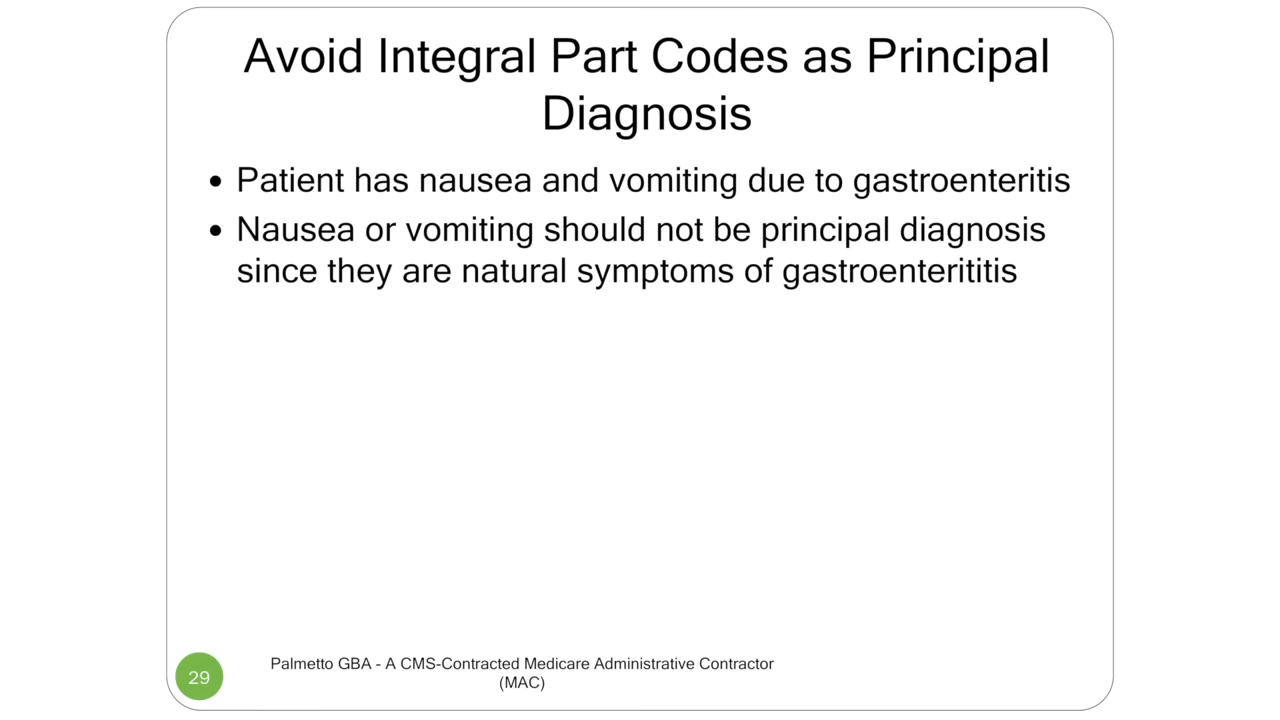 Avoid Integral Part Codes as Principal
Diagnosis
• Patient has nausea and vomiting due to gastroenteritis
• Nausea or vomiting should not be principal diagnosis
since they are natural symptoms of gastroenterititis
29
Palmetto GBA - A CMS-Contracted Medicare Administrative Contractor
(MAC)